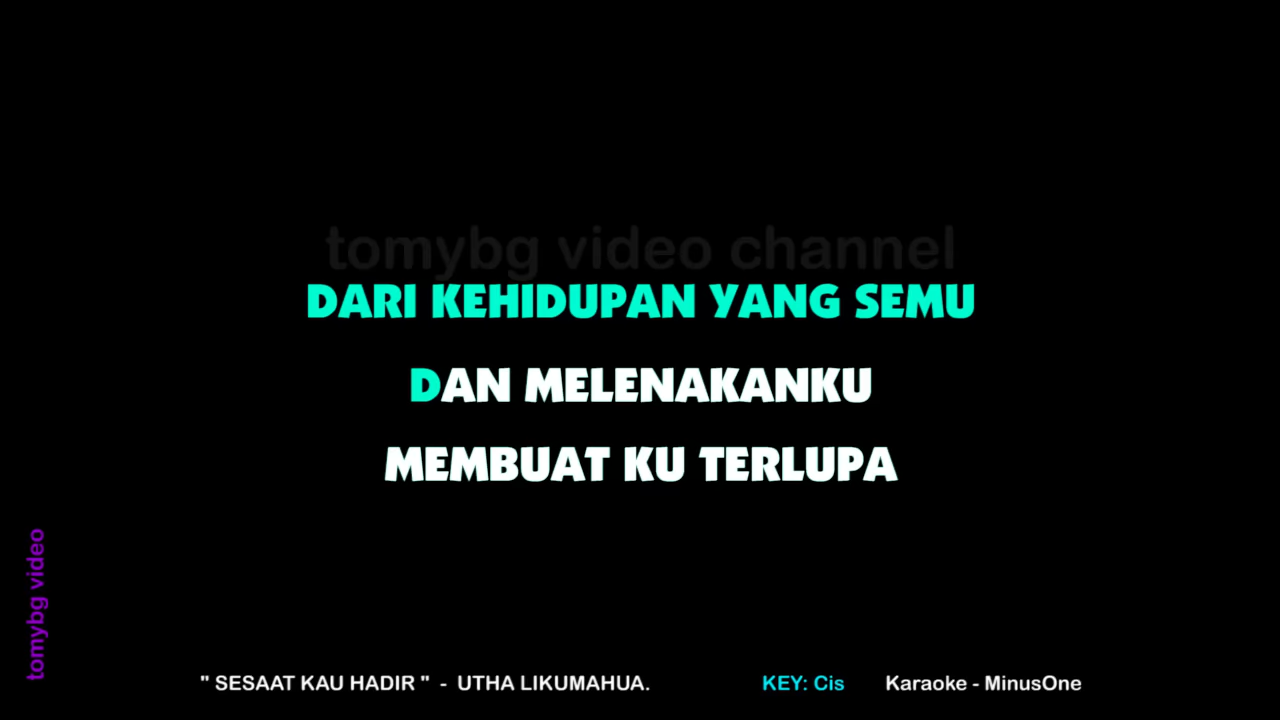 tomybg video channel
DARI KEHIDUPAN YANG SEMU
DAN MELENAKANKU
MEMBUAT KU TERLUPA
tomybg video
" SESAAT KAU HADIR " - UTHA LIKUMAHUA. KEY: Cis Karaoke - MinusOne